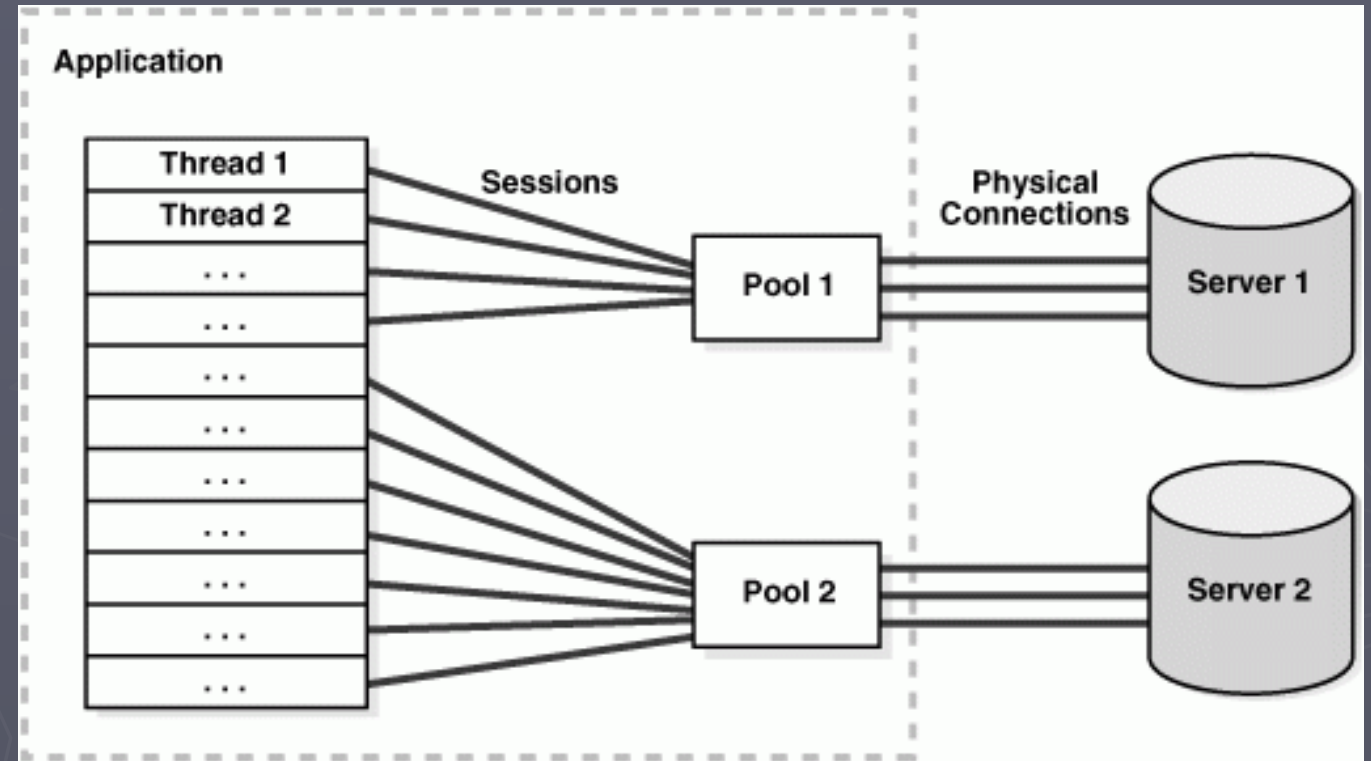 Application
Thread 1
Thread 2
. . .
. . .
. . .
. . .
. . .
. . .
. . .
. . .
. . .
Sessions
Pool 1
Pool 2
Physical
Connections
Server 1
Server 2